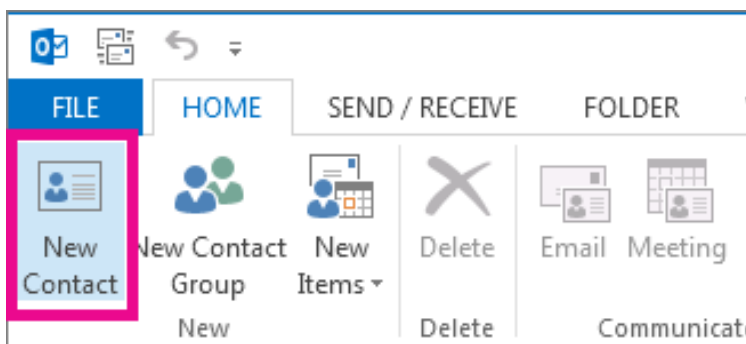 FILE HOME SEND / RECEIVE FOLDER
New New Contact New Delete Email Meeting
Contact Group Items
New Delete